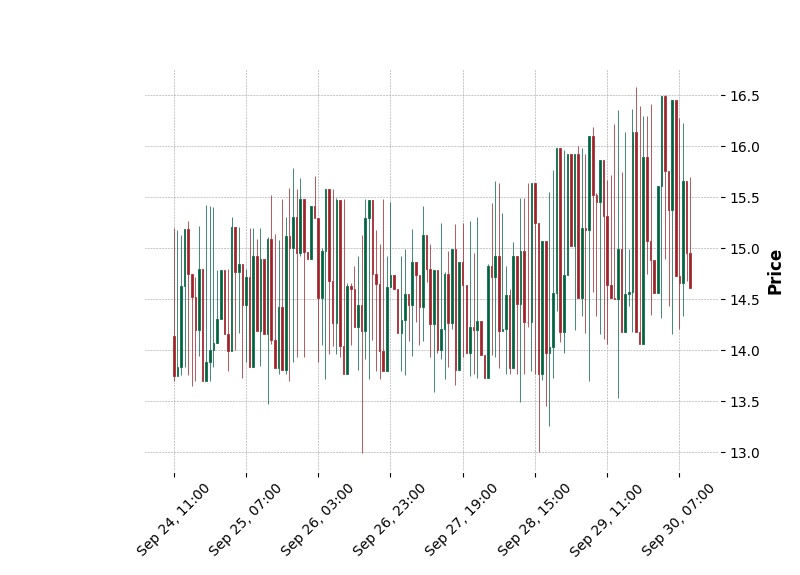 16.5
16.0
15.5
15.0
14.5
14.0
13.5
13.0
Price
Sep 24, 11:00
Sep 25, 07:00
Sep 26, 03:00
Sep 26, 23:00
Sep 27, 19:00
Sep 28, 15:00
Sep 29, 11:00
Sep 30, 07:00